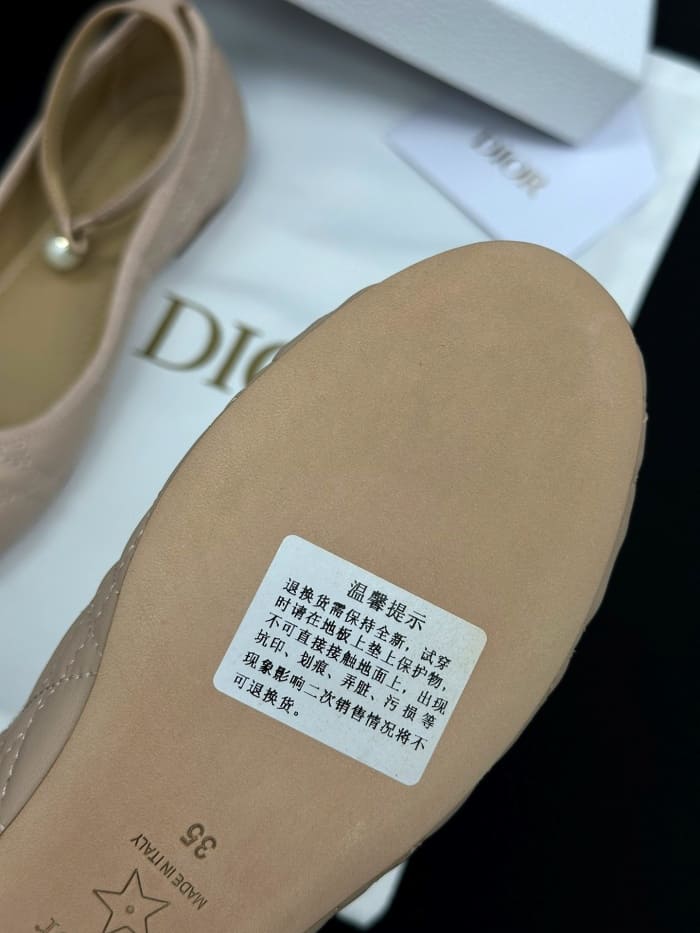 DIOR
DIO
温馨提示
退换货需保持全新，试穿
时请在地板上垫上保护物，
不可直接接触地面上，出现
坑印、划痕、弄脏、污损等
现象影响二次销售情况将不
可退换货。
35
MADE IN ITALY